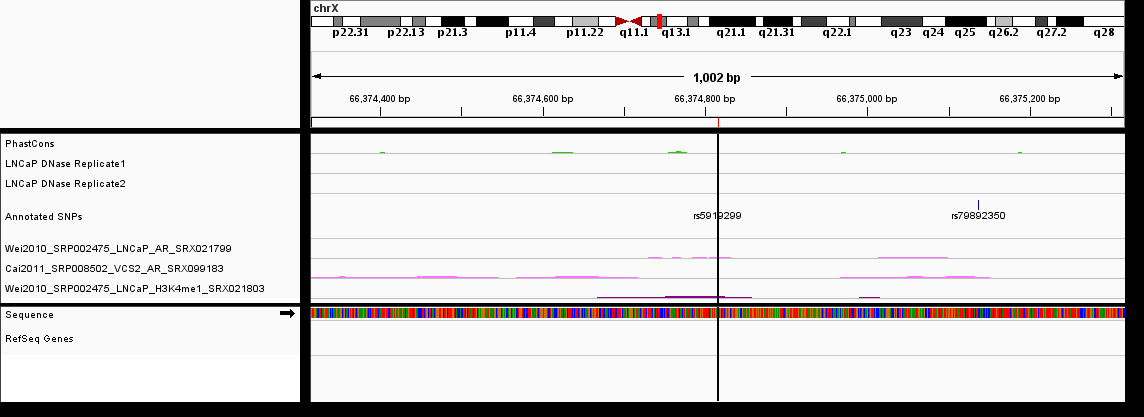 chrX
p22.31 p22.13 p21.3 p11.4 p11.22 q11.1 q13.1 q21.1 q21.31 q22.1 q23 q24 q25 q26.2 q27.2 q28
1,002 bp
66,374,400 bp 66,374,600 bp 66,374,800 bp 66,375,000 bp 66,375,200 bp
PhastCons
LNCaP DNase Replicate1
LNCaP DNase Replicate2
Annotated SNPs rs5919299 rs79892350
Wei2010_SRP002475_LNCaP_AR_SRX021799
Cai2011_SRP008502_VCS2_AR_SRX099183
Wei2010_SRP002475_LNCaP_H3K4me1_SRX021803
Sequence
RefSeq Genes